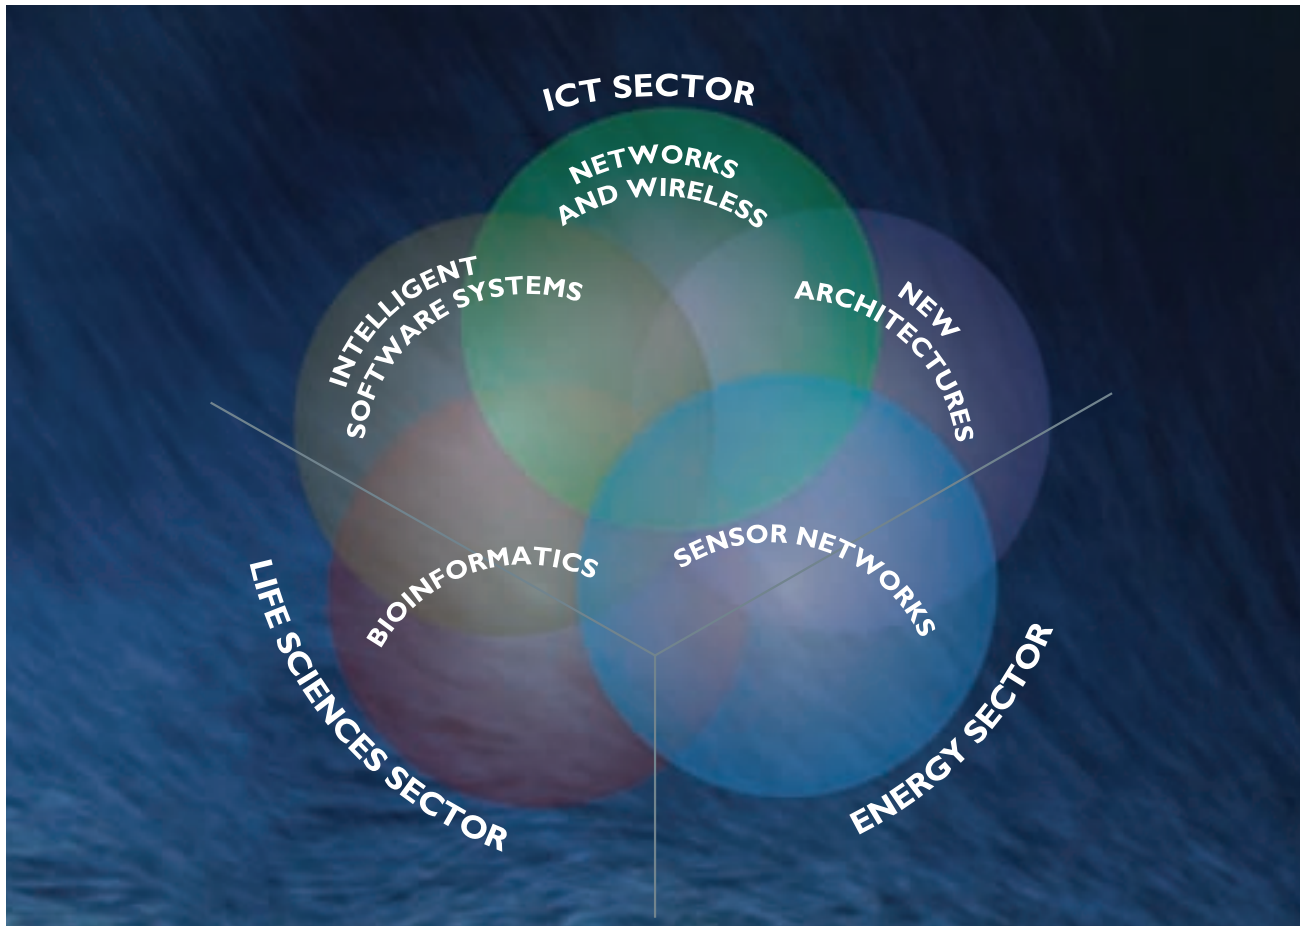 ICT SECTOR
NETWORKS
AND WIRELESS
INTELLIGENT
SOFTWARE SYSTEMS
NEW
ARCHITECTURES
BIOINFORMATICS
SENSOR NETWORKS
LIFE SCIENCES SECTOR
ENERGY SECTOR